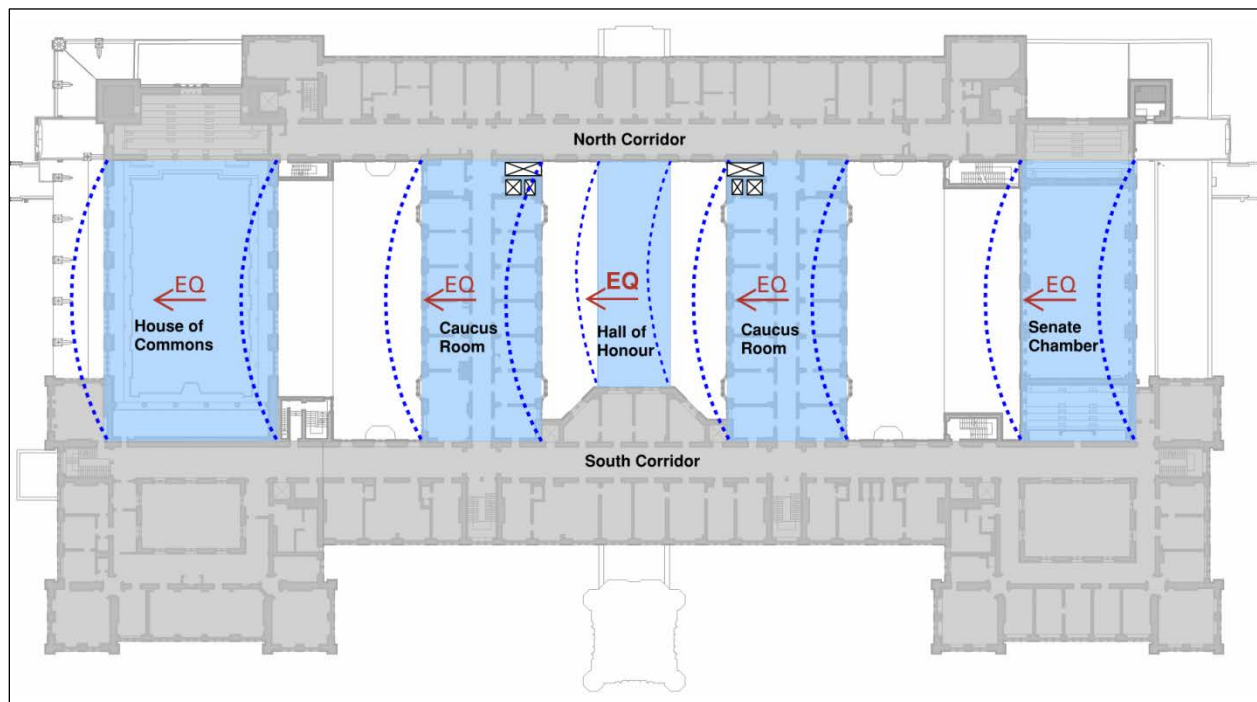 North Corridor
EQ
EQ
EQ
EQ
EQ
House of
Commons
Caucus
Room
Hall of
Honour
Caucus
Room
Senate
Chamber
South Corridor